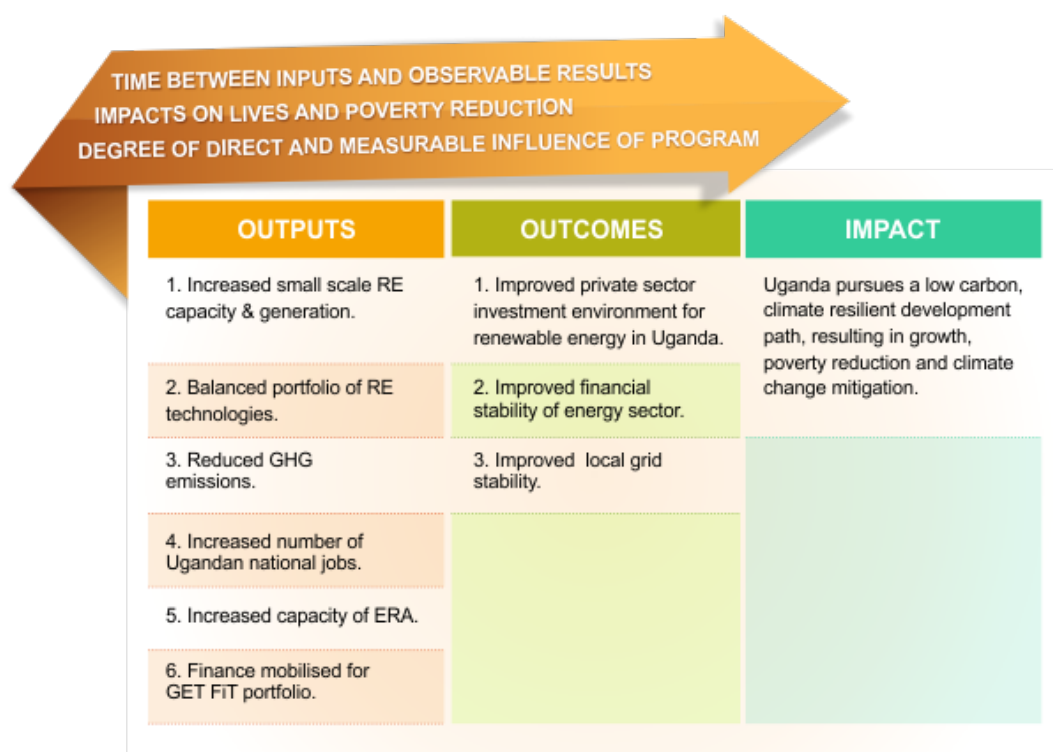 TIME BETWEEN INPUTS AND OBSERVABLE RESULTS
IMPACTS ON LIVES AND POVERTY REDUCTION
DEGREE OF DIRECT AND MEASURABLE INFLUENCE OF PROGRAM
OUTPUTS
1. Increased small scale RE
capacity & generation.
2. Balanced portfolio of RE
technologies.
3. Reduced GHG
emissions.
4. Increased number of
Ugandan national jobs.
5. Increased capacity of ERA.
6. Finance mobilised for
GET FiT portfolio.
OUTCOMES
1. Improved private sector
investment environment for
renewable energy in Uganda.
2. Improved financial
stability of energy sector.
3. Improved local grid
stability.
IMPACT
Uganda pursues a low carbon,
climate resilient development
path, resulting in growth,
poverty reduction and climate
change mitigation.